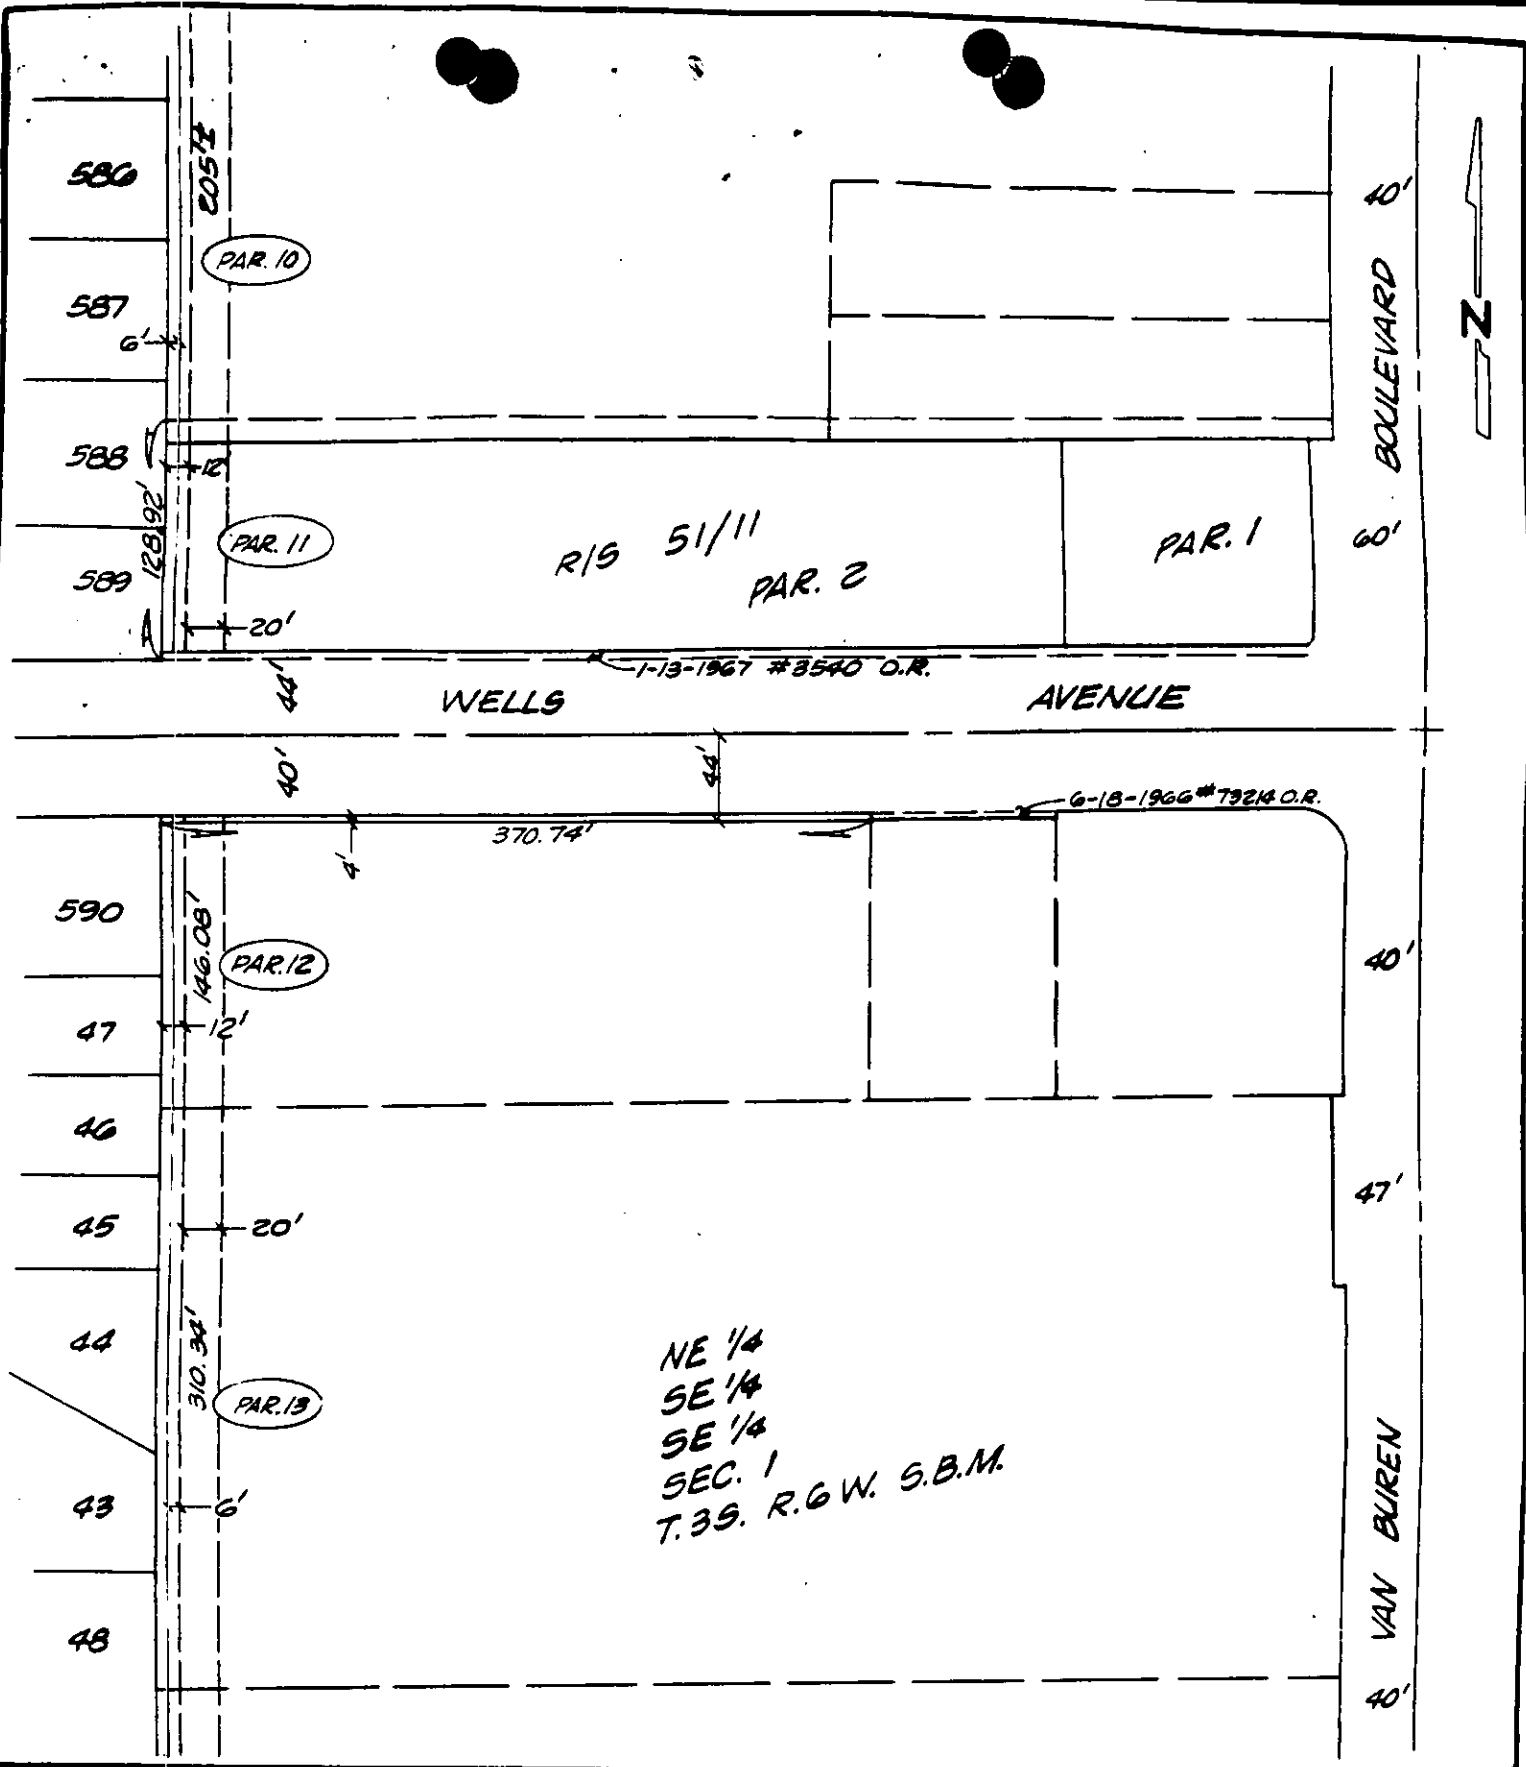 586
205'±
40'
PAR. 10
587
6'
N
BOULEVARD
588
12'
128.92'
PAR. 11
R/S 51/11
PAR. 2
PAR. 1
60'
589
20'
1-13-1967 #3540 O.R.
44'
WELLS AVENUE
40'
44'
6-18-1966 #
370.74'
4'
590
146.08'
PAR. 12
40'
12'
47
46
47'
45
20'
44
310.34'
PAR. 13
NE 1/4
SE 1/4
SE 1/4
SEC. 1
T. 3S. R. 6 W. S.B.M.
43
6'
VAN BUREN
48
40'